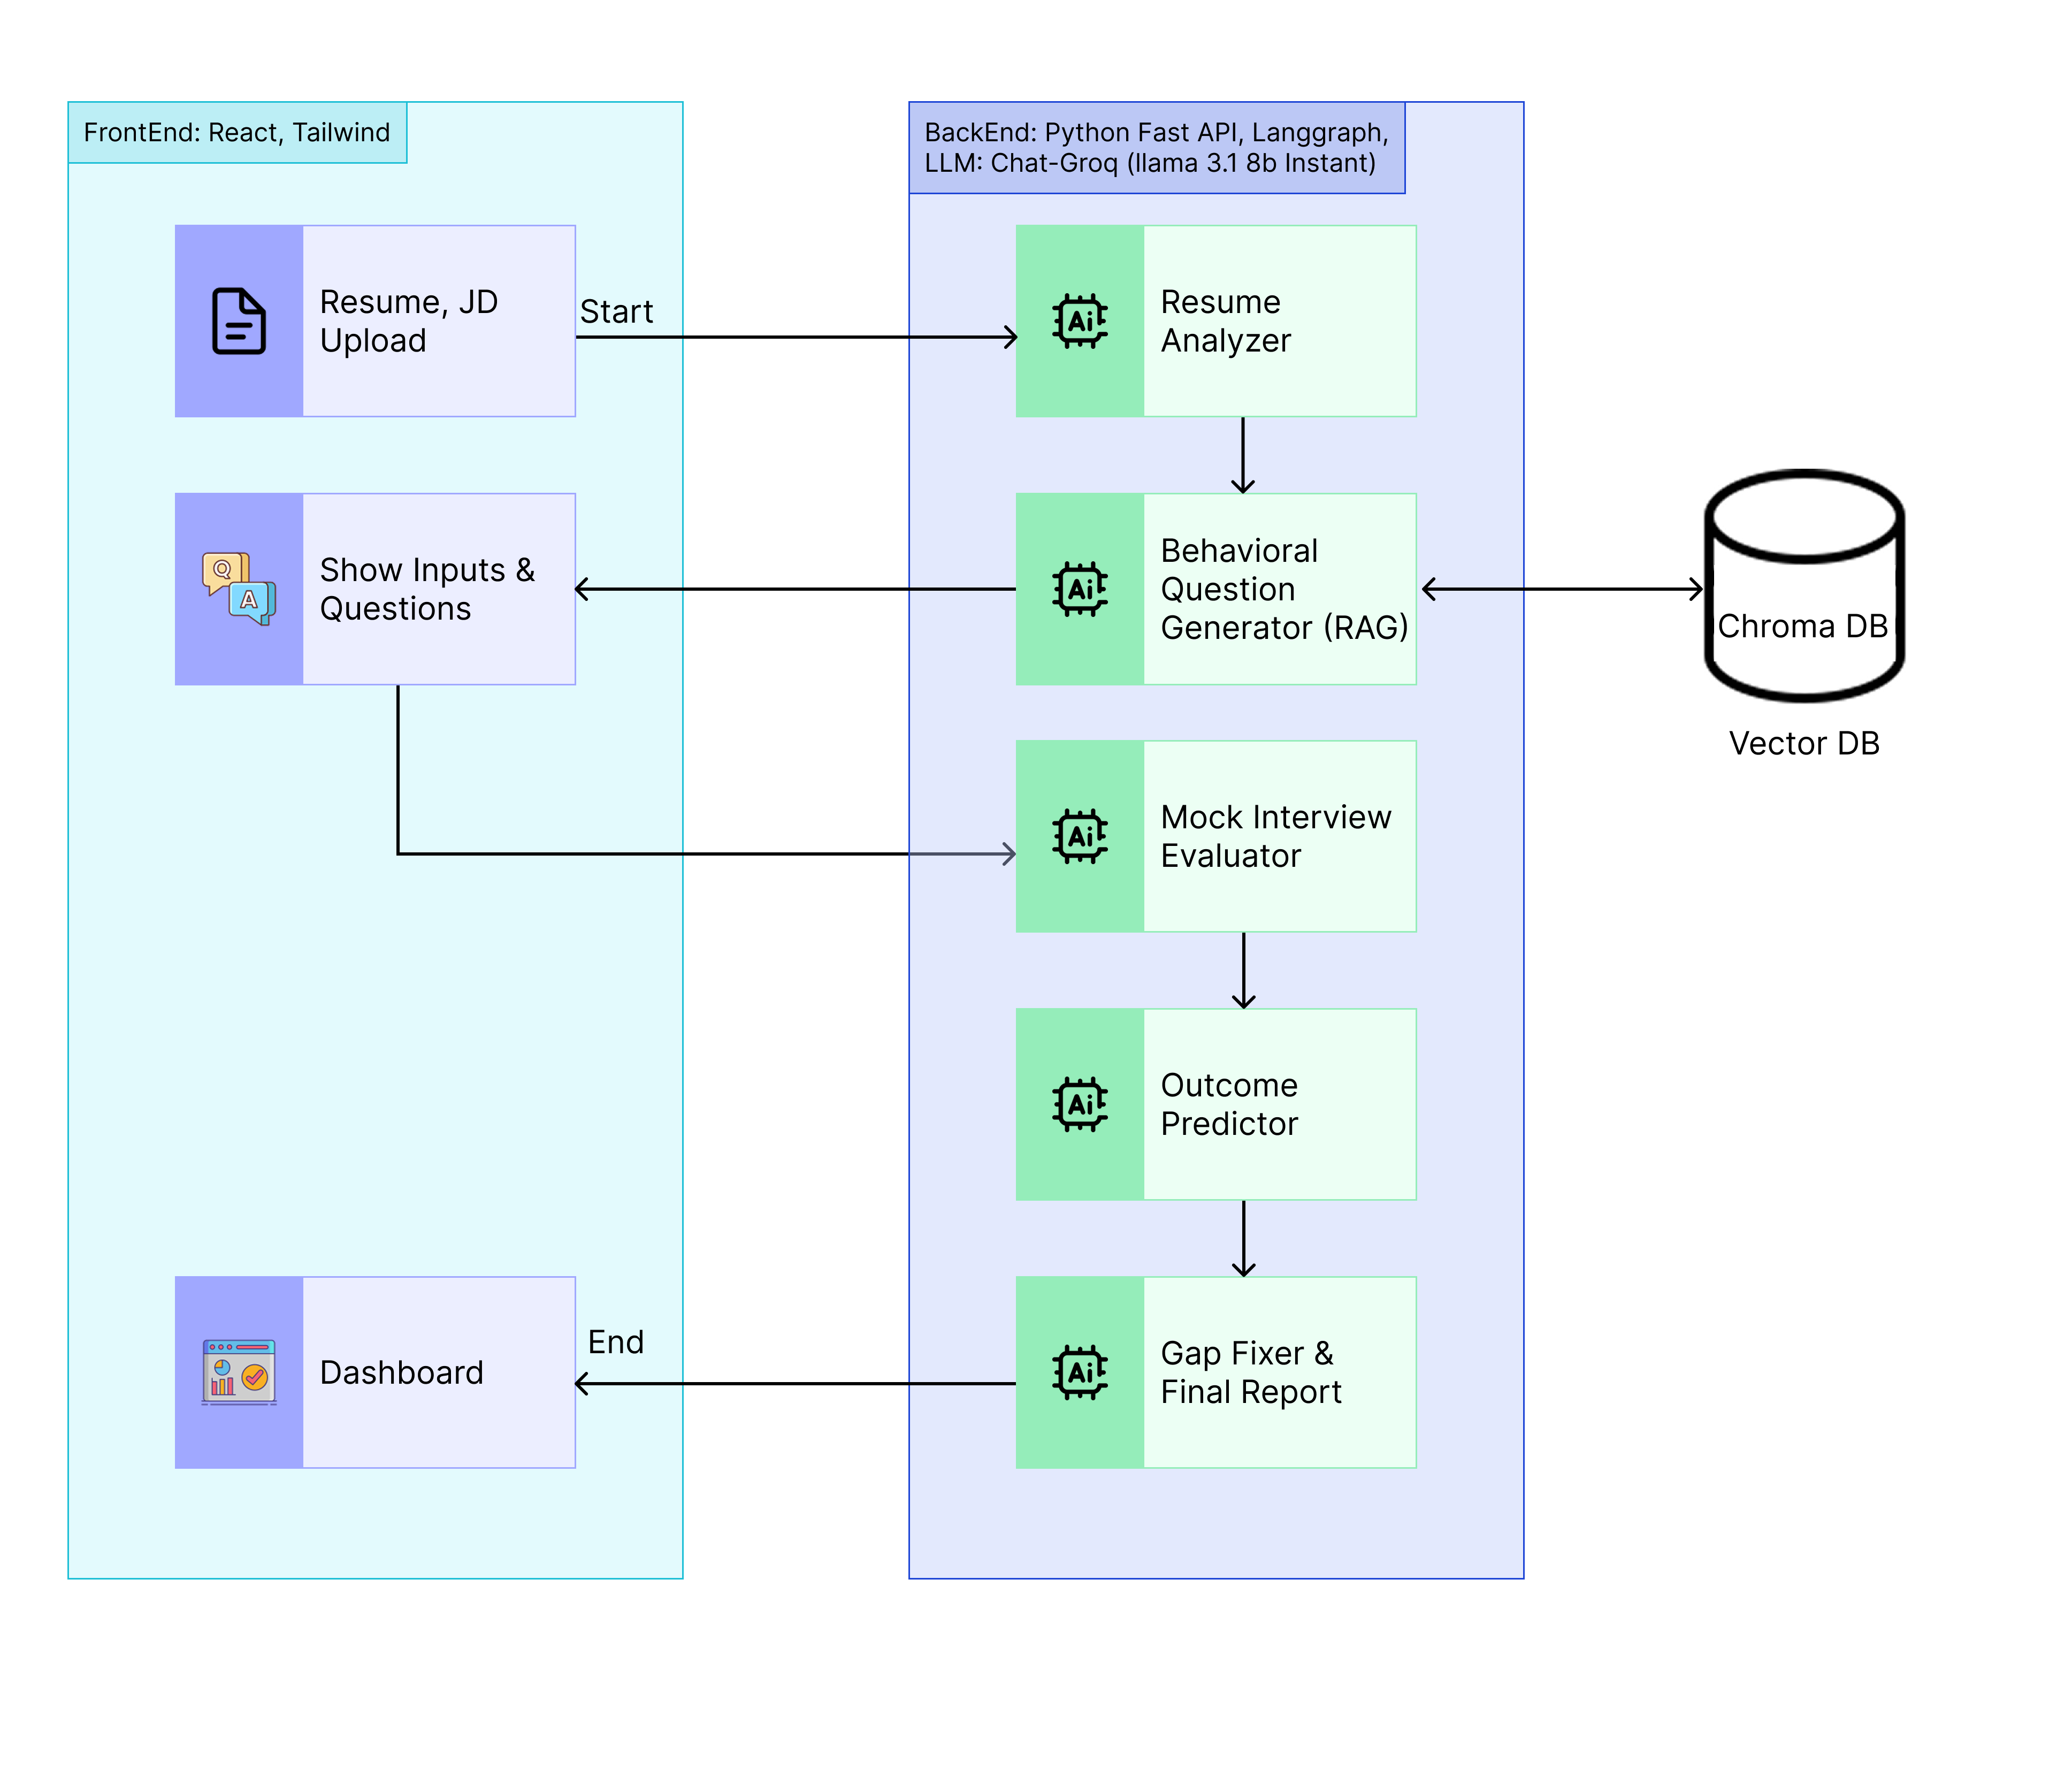 FrontEnd: React, Tailwind
BackEnd: Python Fast API, Langgraph,
LLM: Chat-Groq (llama 3.1 8b Instant)
Resume, JD
Upload
Start
Ai
Resume
Analyzer
Q
A
Show Inputs &
Questions
Ai
Behavioral
Question
Generator (RAG)
Chroma DB
Vector DB
Ai
Mock Interview
Evaluator
Ai
Outcome
Predictor
Dashboard
End
Ai
Gap Fixer &
Final Report